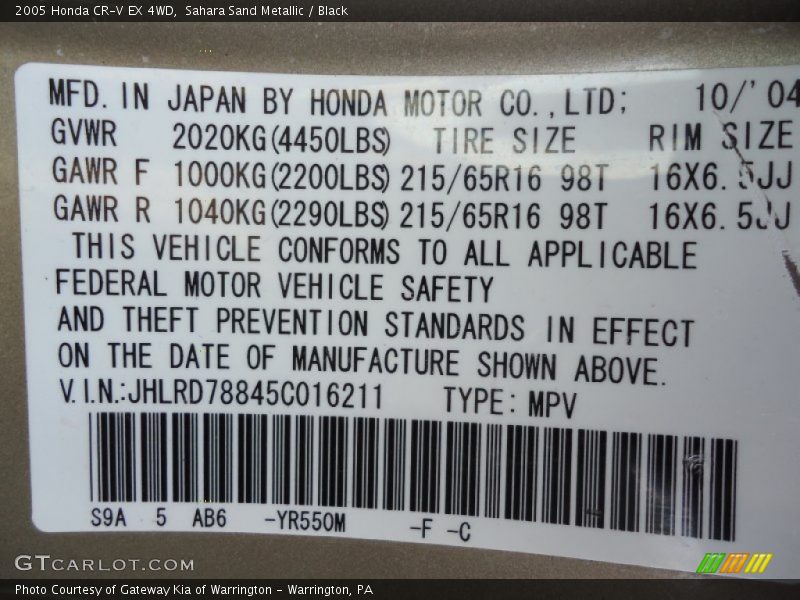 2005 Honda CR-V EX 4WD, Sahara Sand Metallic / Black
MFD. IN JAPAN BY HONDA MOTOR CO.,LTD; 10/'04
GVWR 2020KG(4450LBS) TIRE SIZE RIM SIZE
GAWR F 1000KG(2200LBS) 215/65R16 98T 16X6.5JJ
GAWR R 1040KG(2290LBS) 215/65R16 98T 16X6.5JJ
THIS VEHICLE CONFORMS TO ALL APPLICABLE
FEDERAL MOTOR VEHICLE SAFETY
AND THEFT PREVENTION STANDARDS IN EFFECT
ON THE DATE OF MANUFACTURE SHOWN ABOVE.
V.I.N.:JHLRD78845C016211 TYPE: MPV
S9A 5 AB6 -YR550M -F -C
GTCARLOT.COM
Photo Courtesy of Gateway Kia of Warrington - Warrington, PA